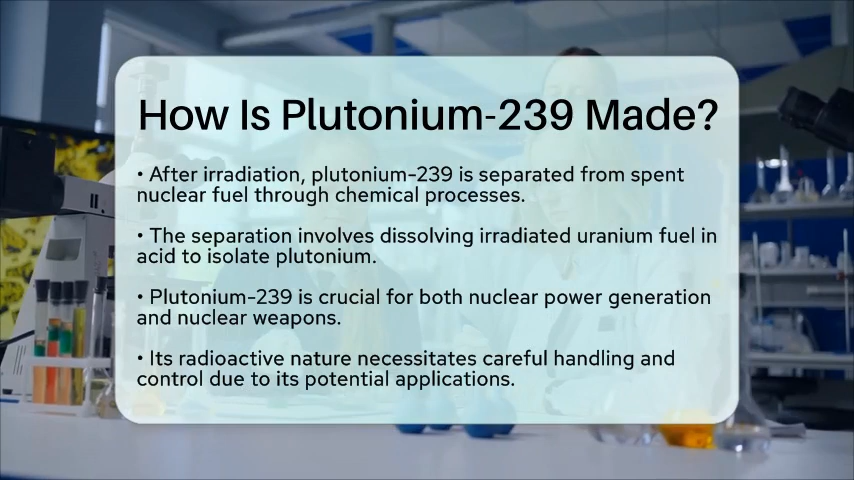 How Is Plutonium-239 Made?
• After irradiation, plutonium-239 is separated from spent
nuclear fuel through chemical processes.
• The separation involves dissolving irradiated uranium fuel in
acid to isolate plutonium.
• Plutonium-239 is crucial for both nuclear power generation
and nuclear weapons.
• Its radioactive nature necessitates careful handling and
control due to its potential applications.